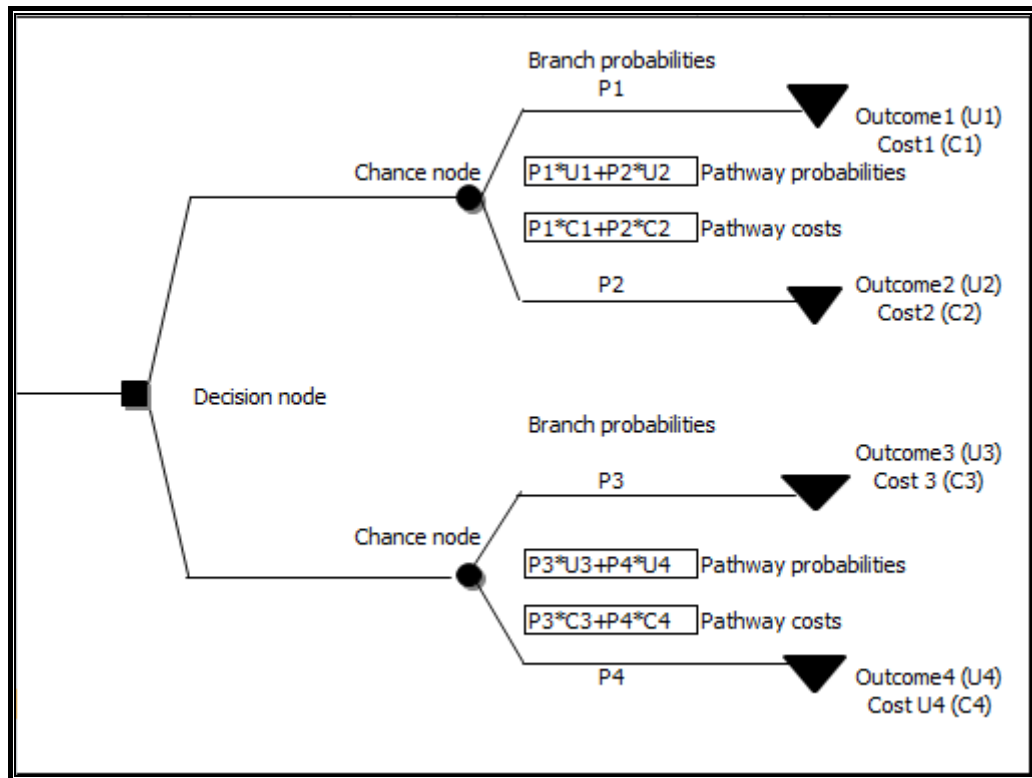 Branch probabilities
P1
Outcome1 (U1)
Cost1 (C1)
Chance node
P1*U1+P2*U2 Pathway probabilities
P1*C1+P2*C2 Pathway costs
P2
Outcome2 (U2)
Cost2 (C2)
Decision node
Branch probabilities
P3
Outcome3 (U3)
Cost 3 (C3)
Chance node
P3*U3+P4*U4 Pathway probabilities
P3*C3+P4*C4 Pathway costs
P4
Outcome4 (U4)
Cost U4 (C4)